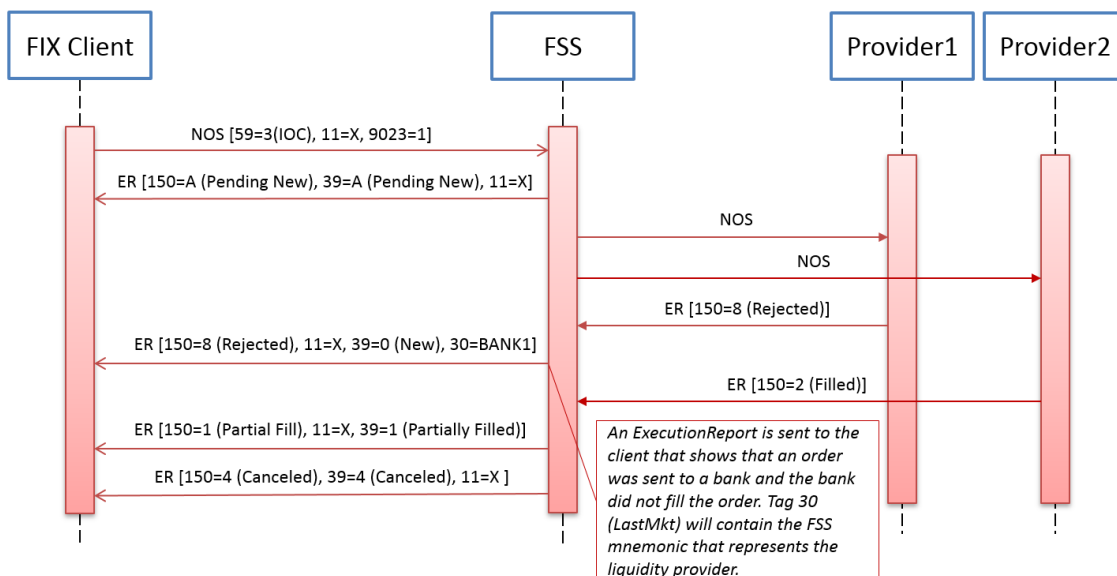 FIX Client
FSS
Provider1
Provider2
NOS [59=3(IOC), 11=X, 9023=1]
ER [150=A (Pending New), 39=A (Pending New), 11=X]
NOS
NOS
ER [150=8 (Rejected)]
ER [150=8 (Rejected), 11=X, 39=0 (New), 30=BANK1]
ER [150=2 (Filled)]
ER [150=1 (Partial Fill), 11=X, 39=1 (Partially Filled)]
ER [150=4 (Canceled), 39=4 (Canceled), 11=X ]
An ExecutionReport is sent to the
client that shows that an order
was sent to a bank and the bank
did not fill the order. Tag 30
(LastMkt) will contain the FSS
mnemonic that represents the
liquidity provider.